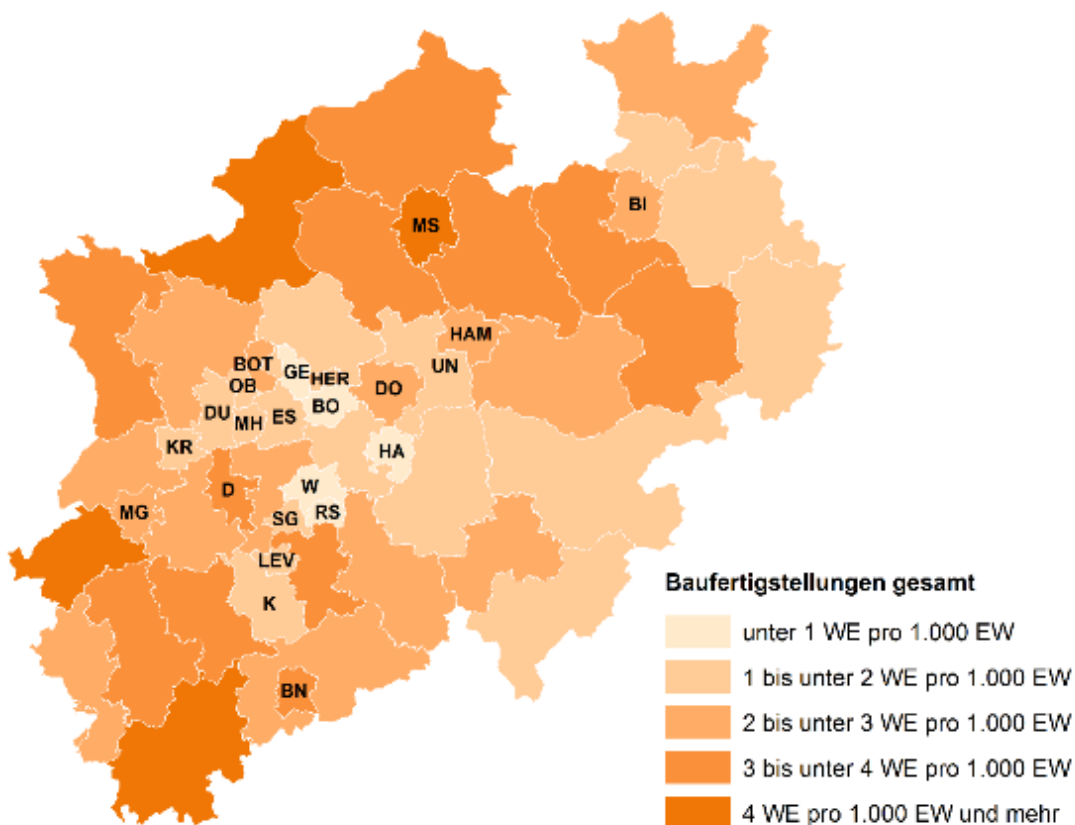 MS
BI
HAM
BOT
GE
HER
UN
OB
DO
DU
BO
MH
ES
KR
HA
D
W
MG
SG
RS
LEV
K
BN
Baufertigstellungen gesamt
unter 1 WE pro 1.000 EW
1 bis unter 2 WE pro 1.000 EW
2 bis unter 3 WE pro 1.000 EW
3 bis unter 4 WE pro 1.000 EW
4 WE pro 1.000 EW und mehr